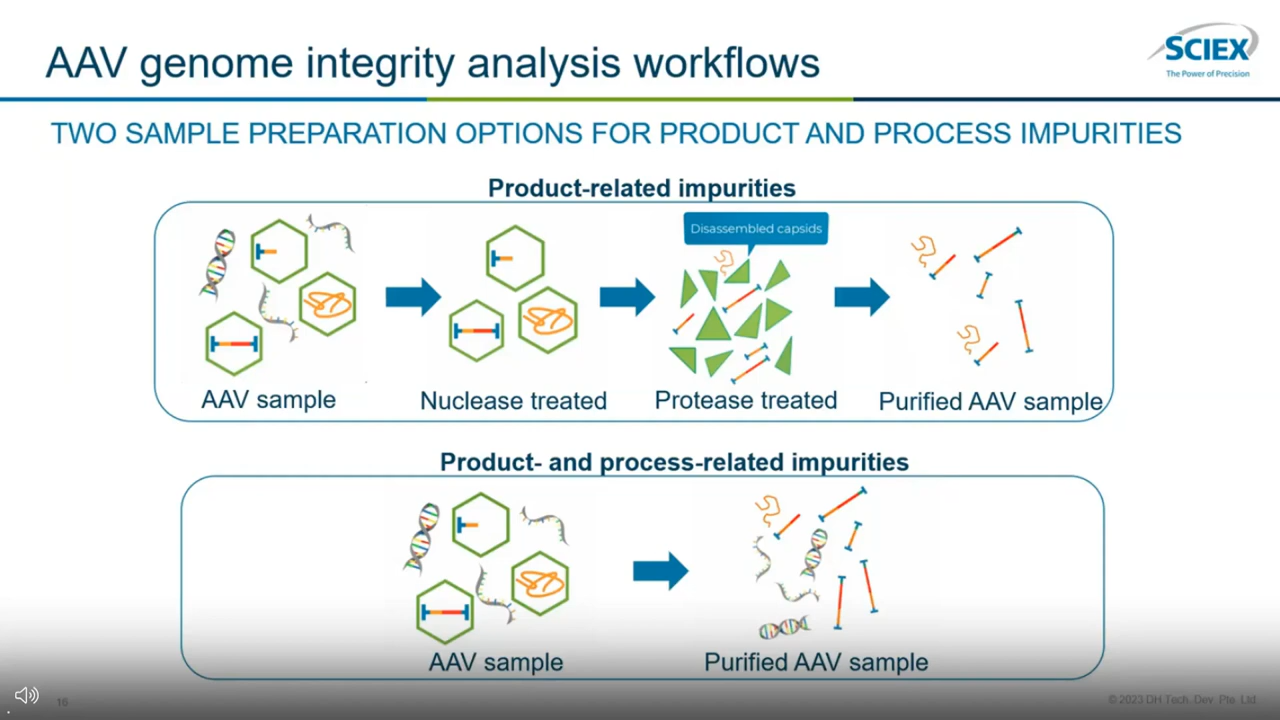 AAV genome integrity analysis workflows
SCIEX
The Power of Precision
TWO SAMPLE PREPARATION OPTIONS FOR PRODUCT AND PROCESS IMPURITIES
Product-related impurities
Disassembled capsids
AAV sample
Nuclease treated
Protease treated
Purified AAV sample
Product- and process-related impurities
AAV sample
Purified AAV sample
16
© 2023 DH Tech. Dev. Pte. Ltd.